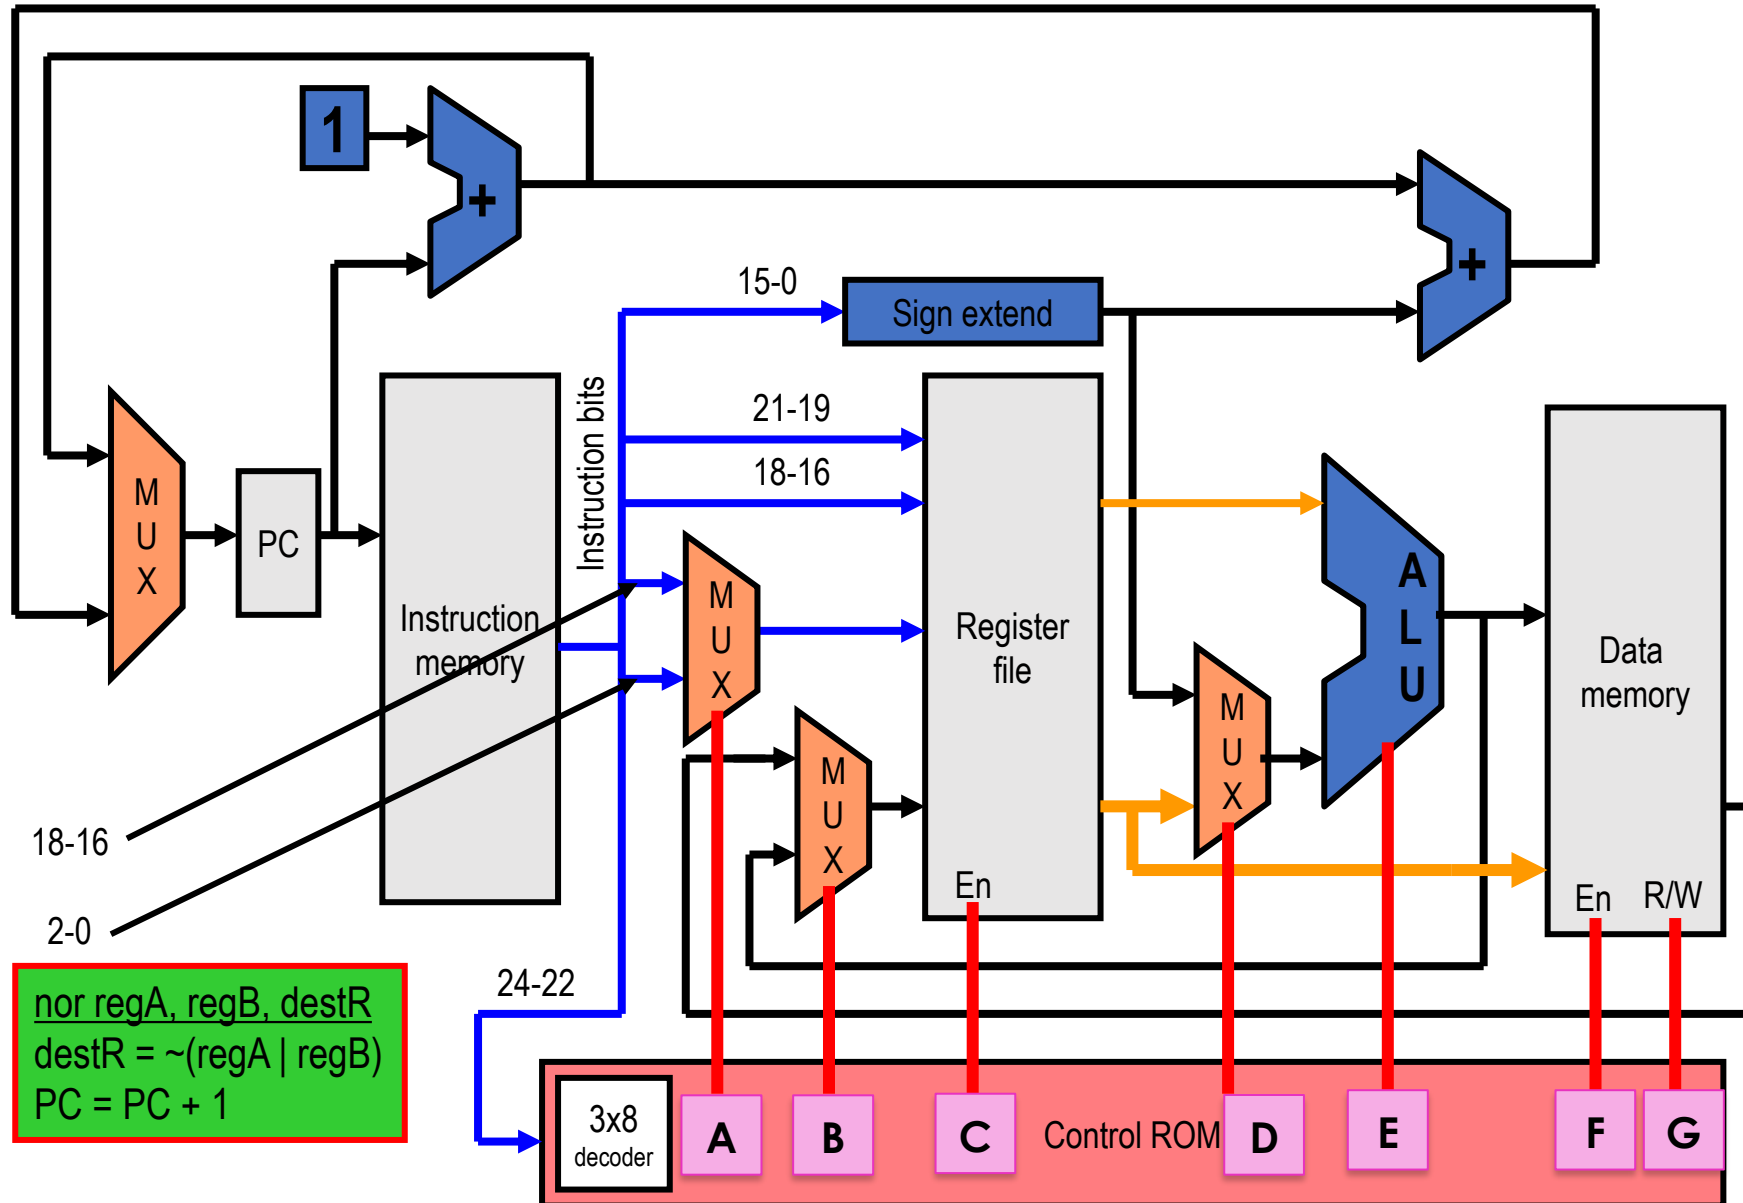 1
+
+
15-0
Sign extend
Instruction bits
21-19
18-16
M
U
X
PC
Instruction
memory
M
U
X
Register
file
En
M
U
X
M
U
X
A
L
U
Data
memory
En
R/W
18-16
2-0
24-22
nor regA, regB, destR
destR = ~(regA | regB)
PC = PC + 1
3x8
decoder
A
B
C
Control ROM
D
E
F
G